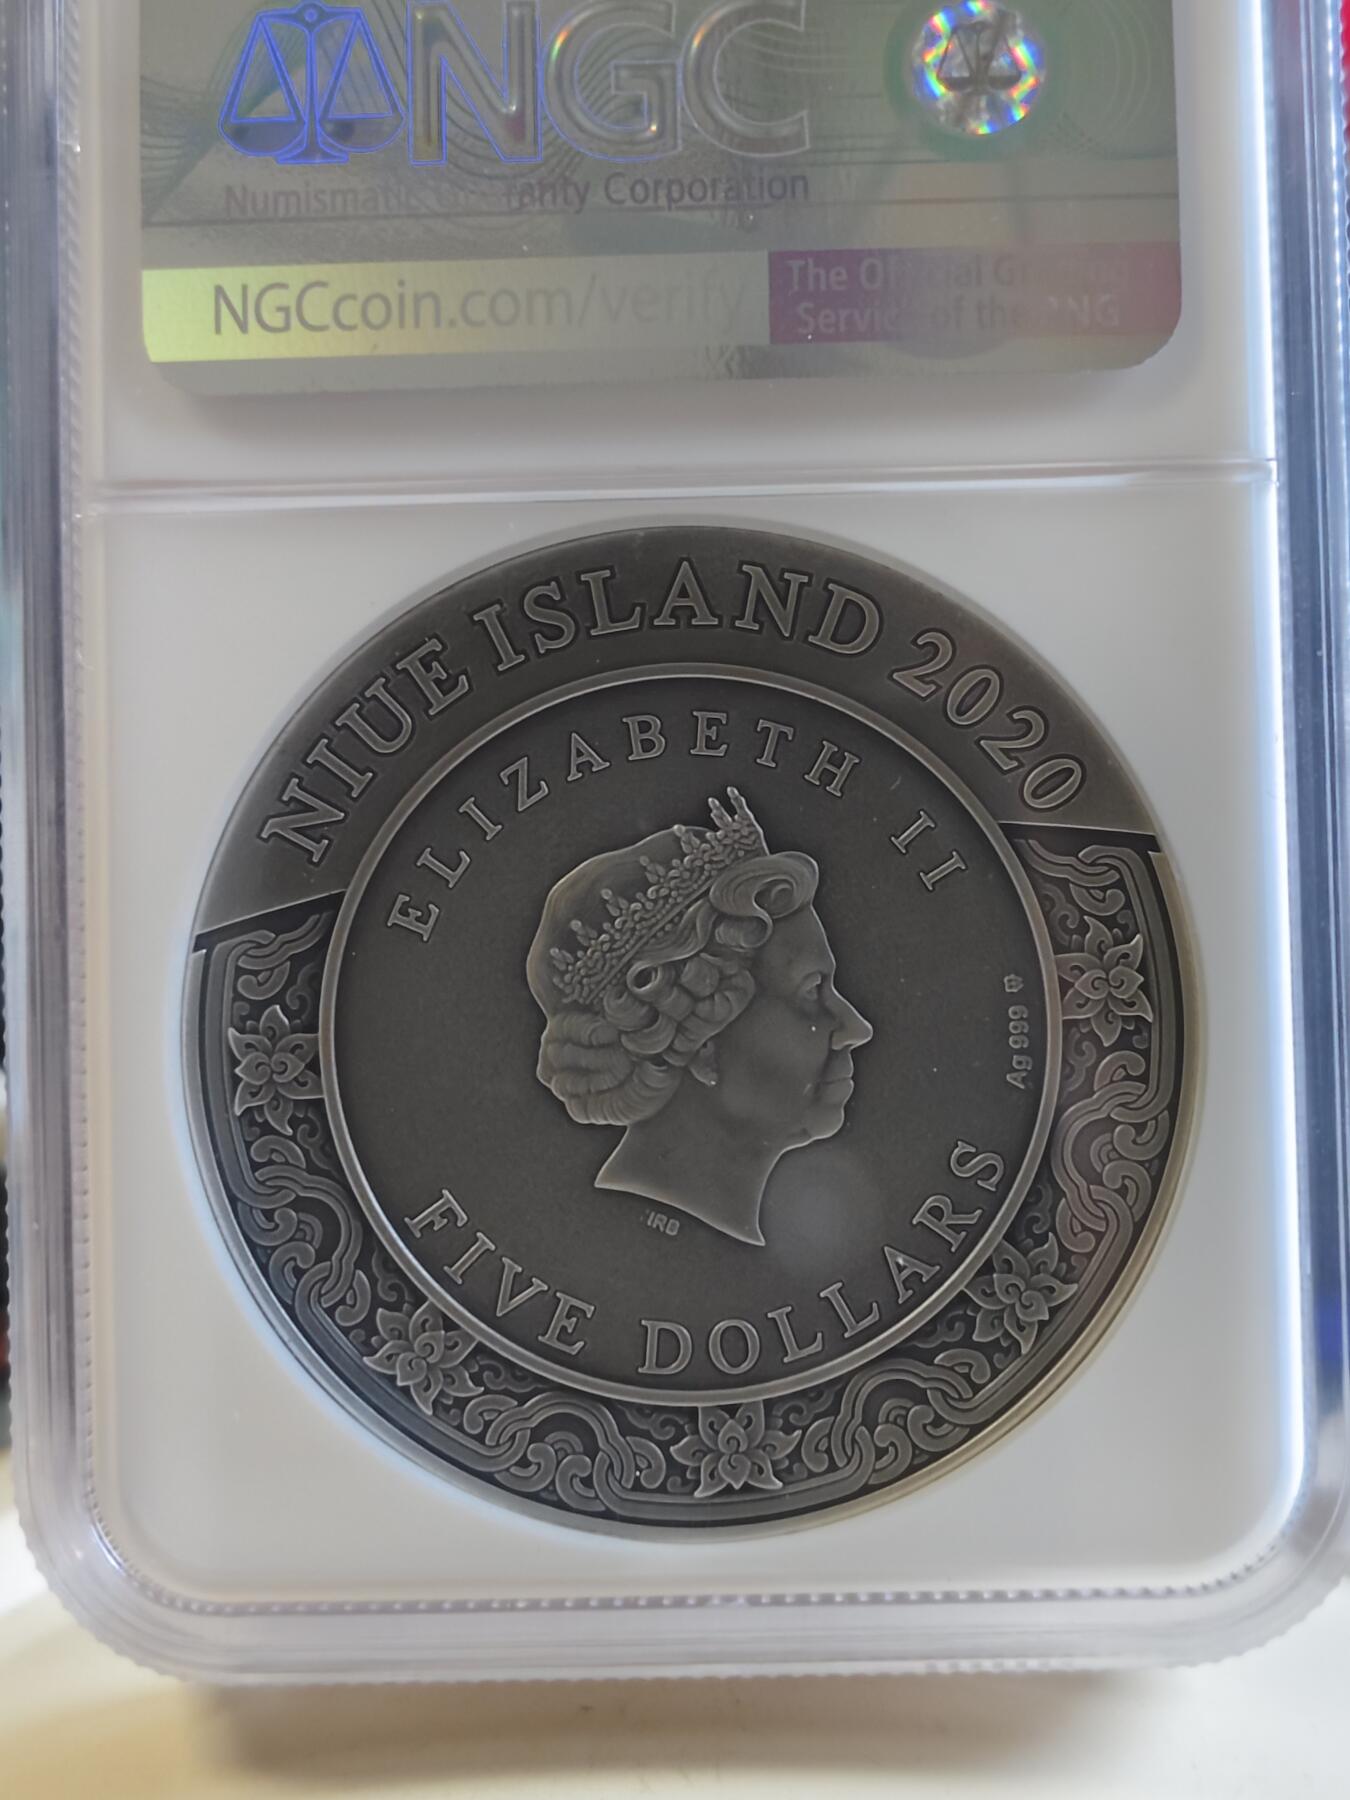 NGC
Numismatic Guaranty Corporation
NGCcoin.com/verify
The Official Grading
Service of the PNG
NIUE ISLAND 2020
ELIZABETH II
Ag 999
IRB
FIVE DOLLARS